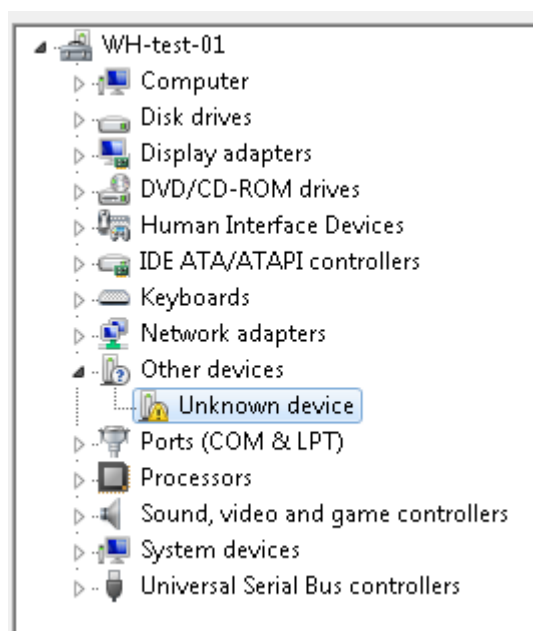 WH-test-01
Computer
Disk drives
Display adapters
DVD/CD-ROM drives
Human Interface Devices
IDE ATA/ATAPI controllers
Keyboards
Network adapters
Other devices
Unknown device
Ports (COM & LPT)
Processors
Sound, video and game controllers
System devices
Universal Serial Bus controllers